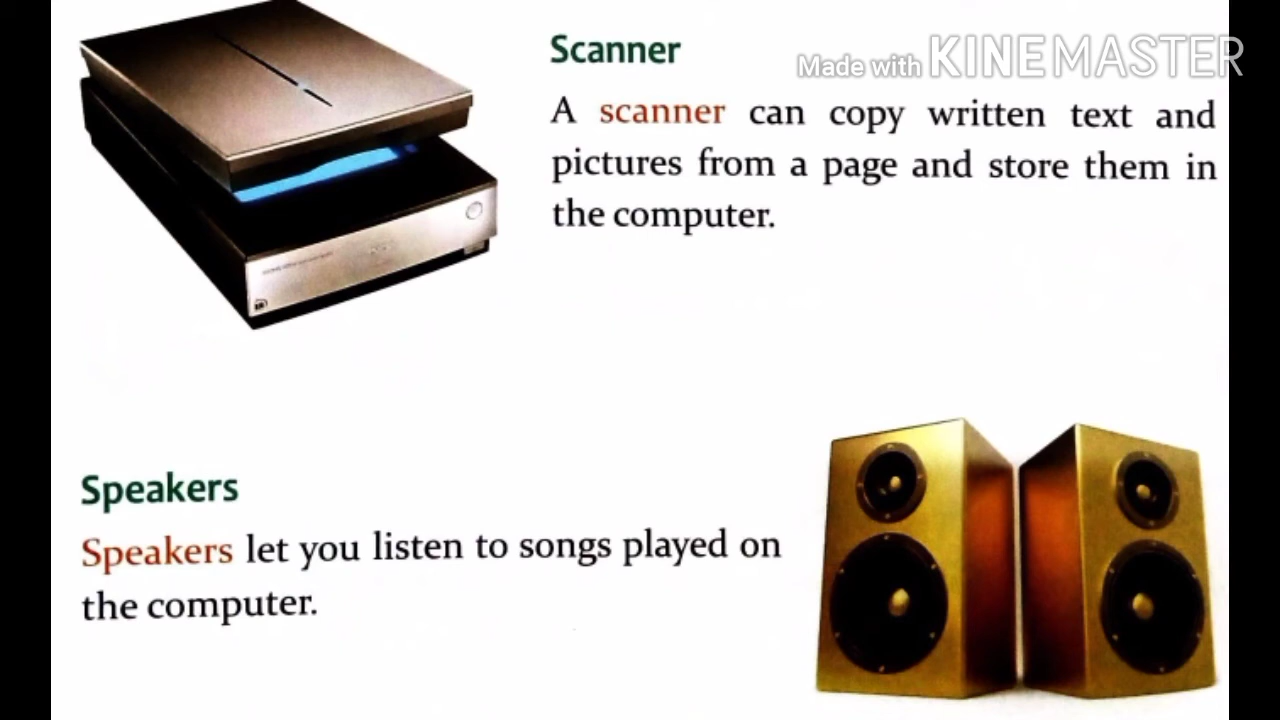 Scanner
Made with KINEMASTER
A scanner can copy written text and
pictures from a page and store them in
the computer.
Speakers
Speakers let you listen to songs played on
the computer.